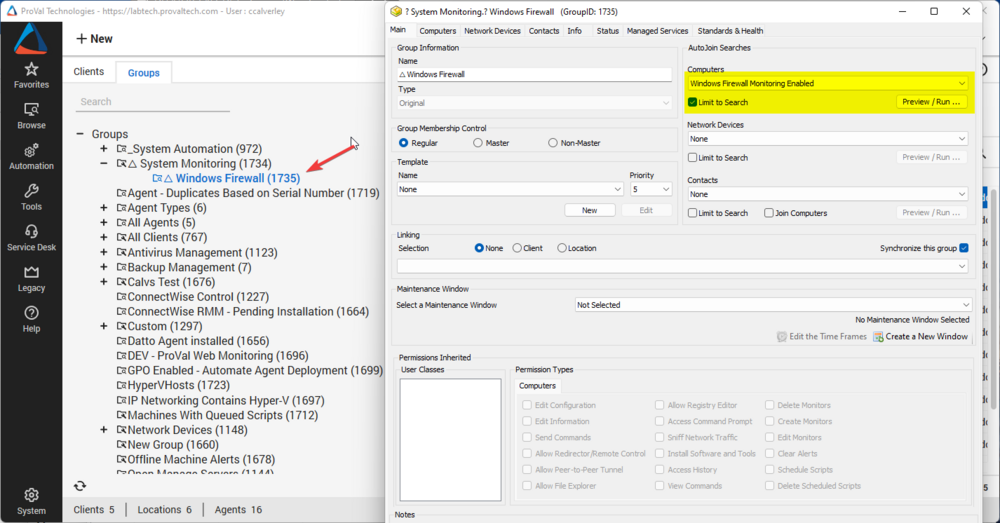 ProVal Technologies - https://labtech.provaltech.com - User : ccalverley
+ New
Favorites
Browse
Automation
Tools
Service Desk
Legacy
Help
System
Clients
Groups
Search
Groups
_System Automation (972)
△ System Monitoring (1734)
△ Windows Firewall (1735)
Agent - Duplicates Based on Serial Number (1719)
Agent Types (6)
All Agents (5)
All Clients (767)
Antivirus Management (1123)
Backup Management (7)
Calvs Test (1676)
ConnectWise Control (1227)
ConnectWise RMM - Pending Installation (1664)
Custom (1297)
Datto Agent installed (1656)
DEV - ProVal Web Monitoring (1696)
GPO Enabled - Automate Agent Deployment (1699)
HyperVHosts (1723)
IP Networking Contains Hyper-V (1697)
Machines With Queued Scripts (1712)
Network Devices (1148)
New Group (1660)
Offline Machine Alerts (1678)
Open Manage Servers (1144)
Clients 5
Locations 6
Agents 16
? System Monitoring.? Windows Firewall (GroupID: 1735)
Main Computers Network Devices Contacts Info Status Managed Services Standards & Health
Group Information
Name
△ Windows Firewall
Type
Original
Group Membership Control
Regular Master Non-Master
Template
Name Priority
None 5
New Edit
AutoJoin Searches
Computers
Windows Firewall Monitoring Enabled
Limit to Search Preview / Run ...
Network Devices
None
Limit to Search Preview / Run ...
Contacts
None
Limit to Search Join Computers Preview / Run ...
Linking
Selection None Client Location Synchronize this group
Maintenance Window
Select a Maintenance Window Not Selected
No Maintenance Window Selected
Edit the Time Frames Create a New Window
Permissions Inherited
User Classes
Permission Types
Computers
Edit Configuration Allow Registry Editor Delete Monitors
Edit Information Access Command Prompt Create Monitors
Send Commands Sniff Network Traffic Edit Monitors
Allow Redirector/Remote Control Install Software and Tools Clear Alerts
Allow Peer-to-Peer Tunnel Access History Schedule Scripts
Allow File Explorer View Commands Delete Scheduled Scripts
Notes